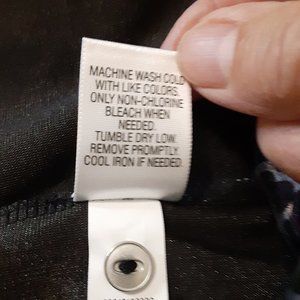 MACHINE WASH COLD
WITH LIKE COLORS.
ONLY NON-CHLORINE
BLEACH WHEN
NEEDED.
TUMBLE DRY LOW.
REMOVE PROMPTLY.
COOL IRON IF NEEDED.